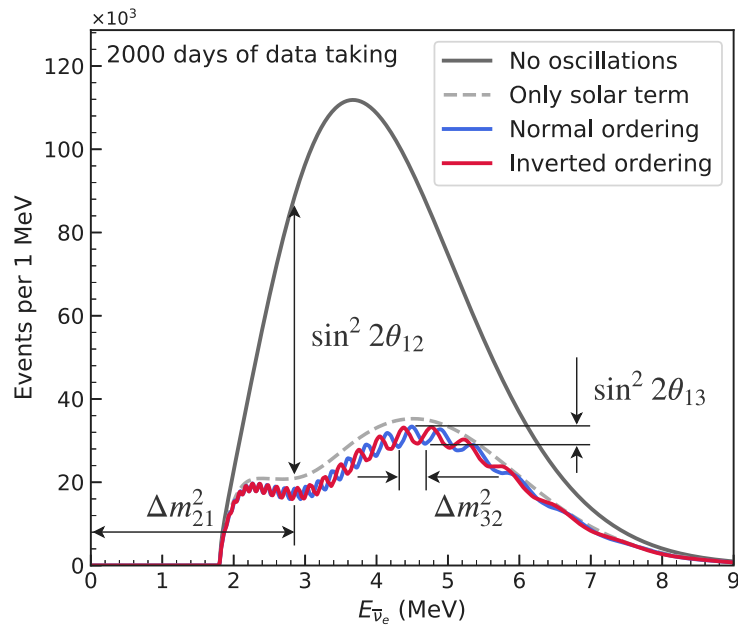 ×10³
2000 days of data taking
No oscillations
Only solar term
Normal ordering
Inverted ordering
120
100
80
60
40
20
0
Events per 1 MeV
sin² 2θ₁₂
sin² 2θ₁₃
Δm²₂₁
Δm²₃₂
0 1 2 3 4 5 6 7 8 9
E_ν̅ₑ (MeV)